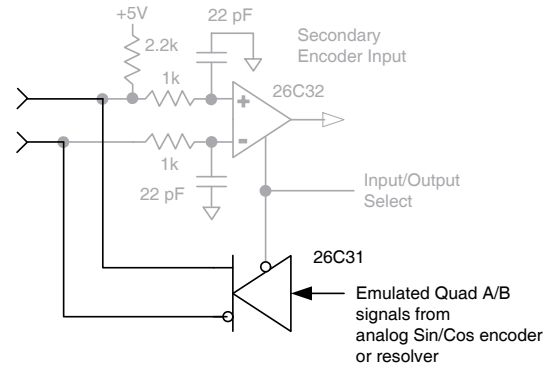 +5V
22 pF
2.2k
Secondary
Encoder Input
1k
26C32
+
-
1k
22 pF
Input/Output
Select
26C31
Emulated Quad A/B
signals from
analog Sin/Cos encoder
or resolver